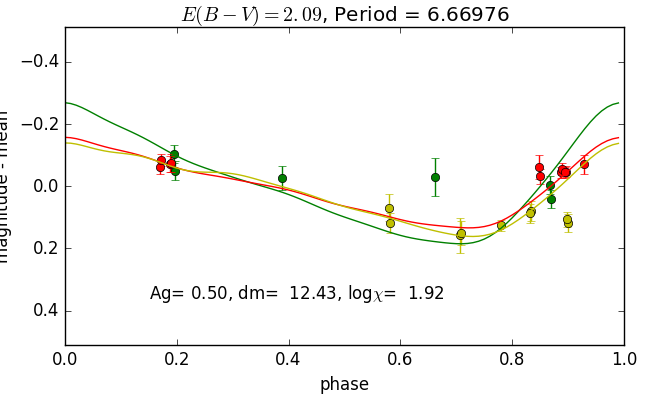 E(B − V) = 2.09, Period = 6.66976
magnitude - mean
−0.4
−0.2
0.0
0.2
0.4
Ag= 0.50, dm= 12.43, logχ= 1.92
0.0 0.2 0.4 0.6 0.8 1.0
phase